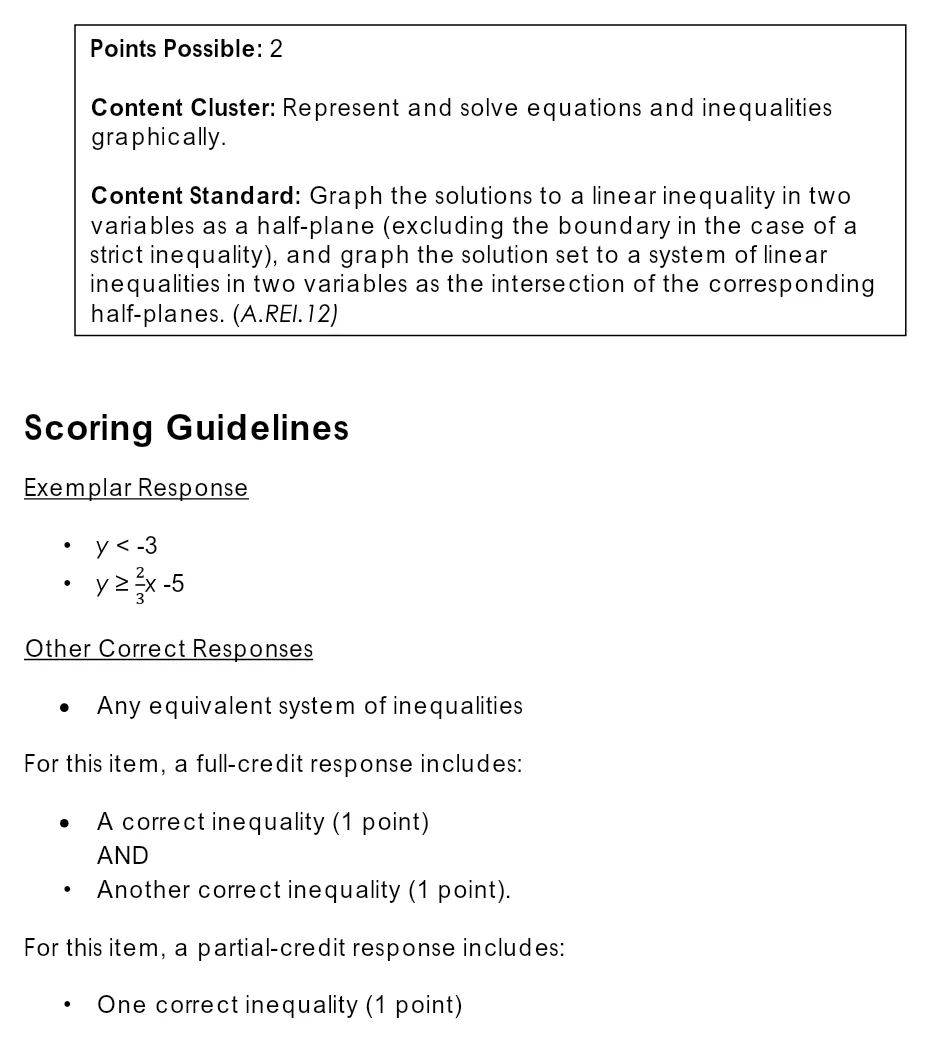 Points Possible: 2
Content Cluster: Represent and solve equations and inequalities
graphically.
Content Standard: Graph the solutions to a linear inequality in two
variables as a half-plane (excluding the boundary in the case of a
strict inequality), and graph the solution set to a system of linear
inequalities in two variables as the intersection of the corresponding
half-planes. (A.REI.12)
Scoring Guidelines
Exemplar Response
• y < -3
• y ≥ 2/3x -5
Other Correct Responses
• Any equivalent system of inequalities
For this item, a full-credit response includes:
• A correct inequality (1 point)
AND
• Another correct inequality (1 point).
For this item, a partial-credit response includes:
• One correct inequality (1 point)